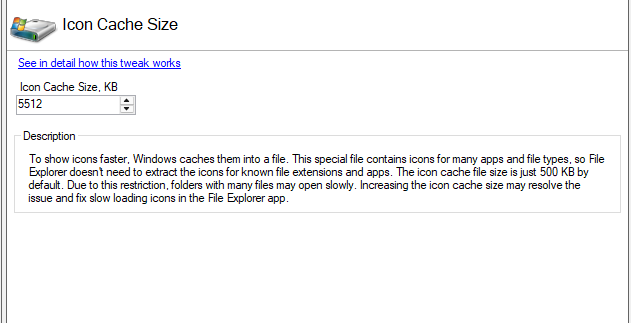 Icon Cache Size
See in detail how this tweak works
Icon Cache Size, KB
5512
Description
To show icons faster, Windows caches them into a file. This special file contains icons for many apps and file types, so File
Explorer doesn't need to extract the icons for known file extensions and apps. The icon cache file size is just 500 KB by
default. Due to this restriction, folders with many files may open slowly. Increasing the icon cache size may resolve the
issue and fix slow loading icons in the File Explorer app.